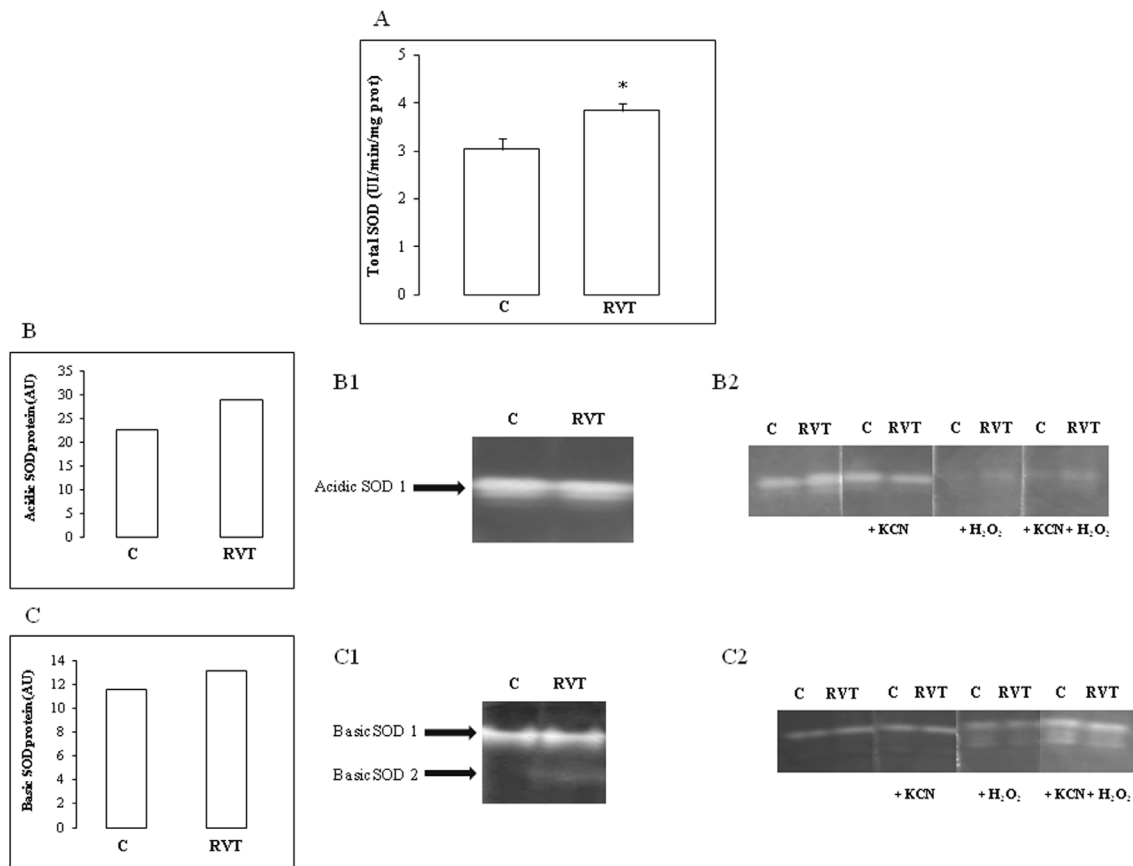 A
Total SOD (UI/min/mg prot)
5
4
3
2
1
0
*
C RVT
B
Acidic SOD protein (AU)
35
30
25
20
15
10
5
0
C RVT
B1
C RVT
Acidic SOD 1
B2
C RVT C RVT C RVT C RVT
+ KCN + H₂O₂ + KCN + H₂O₂
C
Basic SOD protein (AU)
14
12
10
8
6
4
2
0
C RVT
C1
C RVT
Basic SOD 1
Basic SOD 2
C2
C RVT C RVT C RVT C RVT
+ KCN + H₂O₂ + KCN + H₂O₂